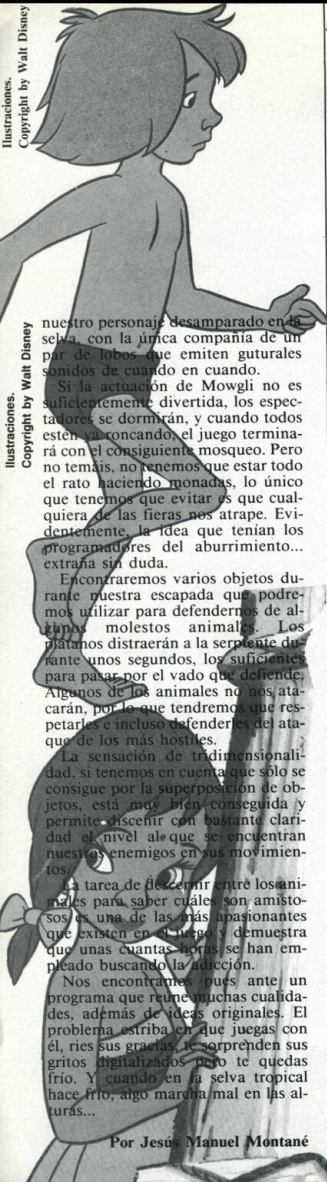 Ilustraciones.
Copyright by Walt Disney
Ilustraciones.
Copyright by Walt Disney
nuestro personaje desamparado en la
selva, con la única compañía de un
par de lobos que emiten guturales
sonidos de cuando en cuando.
Si la actuación de Mowgli no es
suficientemente divertida, los espec-
tadores se dormirán, y cuando todos
estén ya roncando, el juego termina-
rá con el consiguiente mosqueo. Pero
no temáis, no tenemos que estar todo
el rato haciendo monadas, lo único
que tenemos que evitar es que cual-
quiera de las fieras nos atrape. Evi-
dentemente, la idea que tenían los
programadores del aburrimiento...
extraña sin duda.
Encontraremos varios objetos du-
rante nuestra escapada que podre-
mos utilizar para defendernos de al-
gunos molestos animales. Los
plátanos distraerán a la serpiente du-
rante unos segundos, los suficientes
para pasar por el vado que defiende.
Algunos de los animales no nos ata-
carán, por lo que tendremos que res-
petarles e incluso defenderles del ata-
que de los más hostiles.
La sensación de tridimensionali-
dad, si tenemos en cuenta que sólo se
consigue por la superposición de ob-
jetos, está muy bien conseguida y
permite discenir con bastante clari-
dad el nivel al que se encuentran
nuestros enemigos en sus movimien-
tos.
La tarea de discernir entre los ani-
males para saber cuáles son amisto-
sos es una de las más apasionantes
que existen en el juego y demuestra
que unas cuantas horas se han em-
pleado buscando la adicción.
Nos encontramos pues ante un
programa que reúne muchas cualida-
des, además de ideas originales. El
problema estriba en que juegas con
él, ries sus gracias, te sorprenden sus
gritos digitalizados pero te quedas
frío. Y cuando en la selva tropical
hace frío, algo marcha mal en las al-
turas...
Por Jesús Manuel Montané